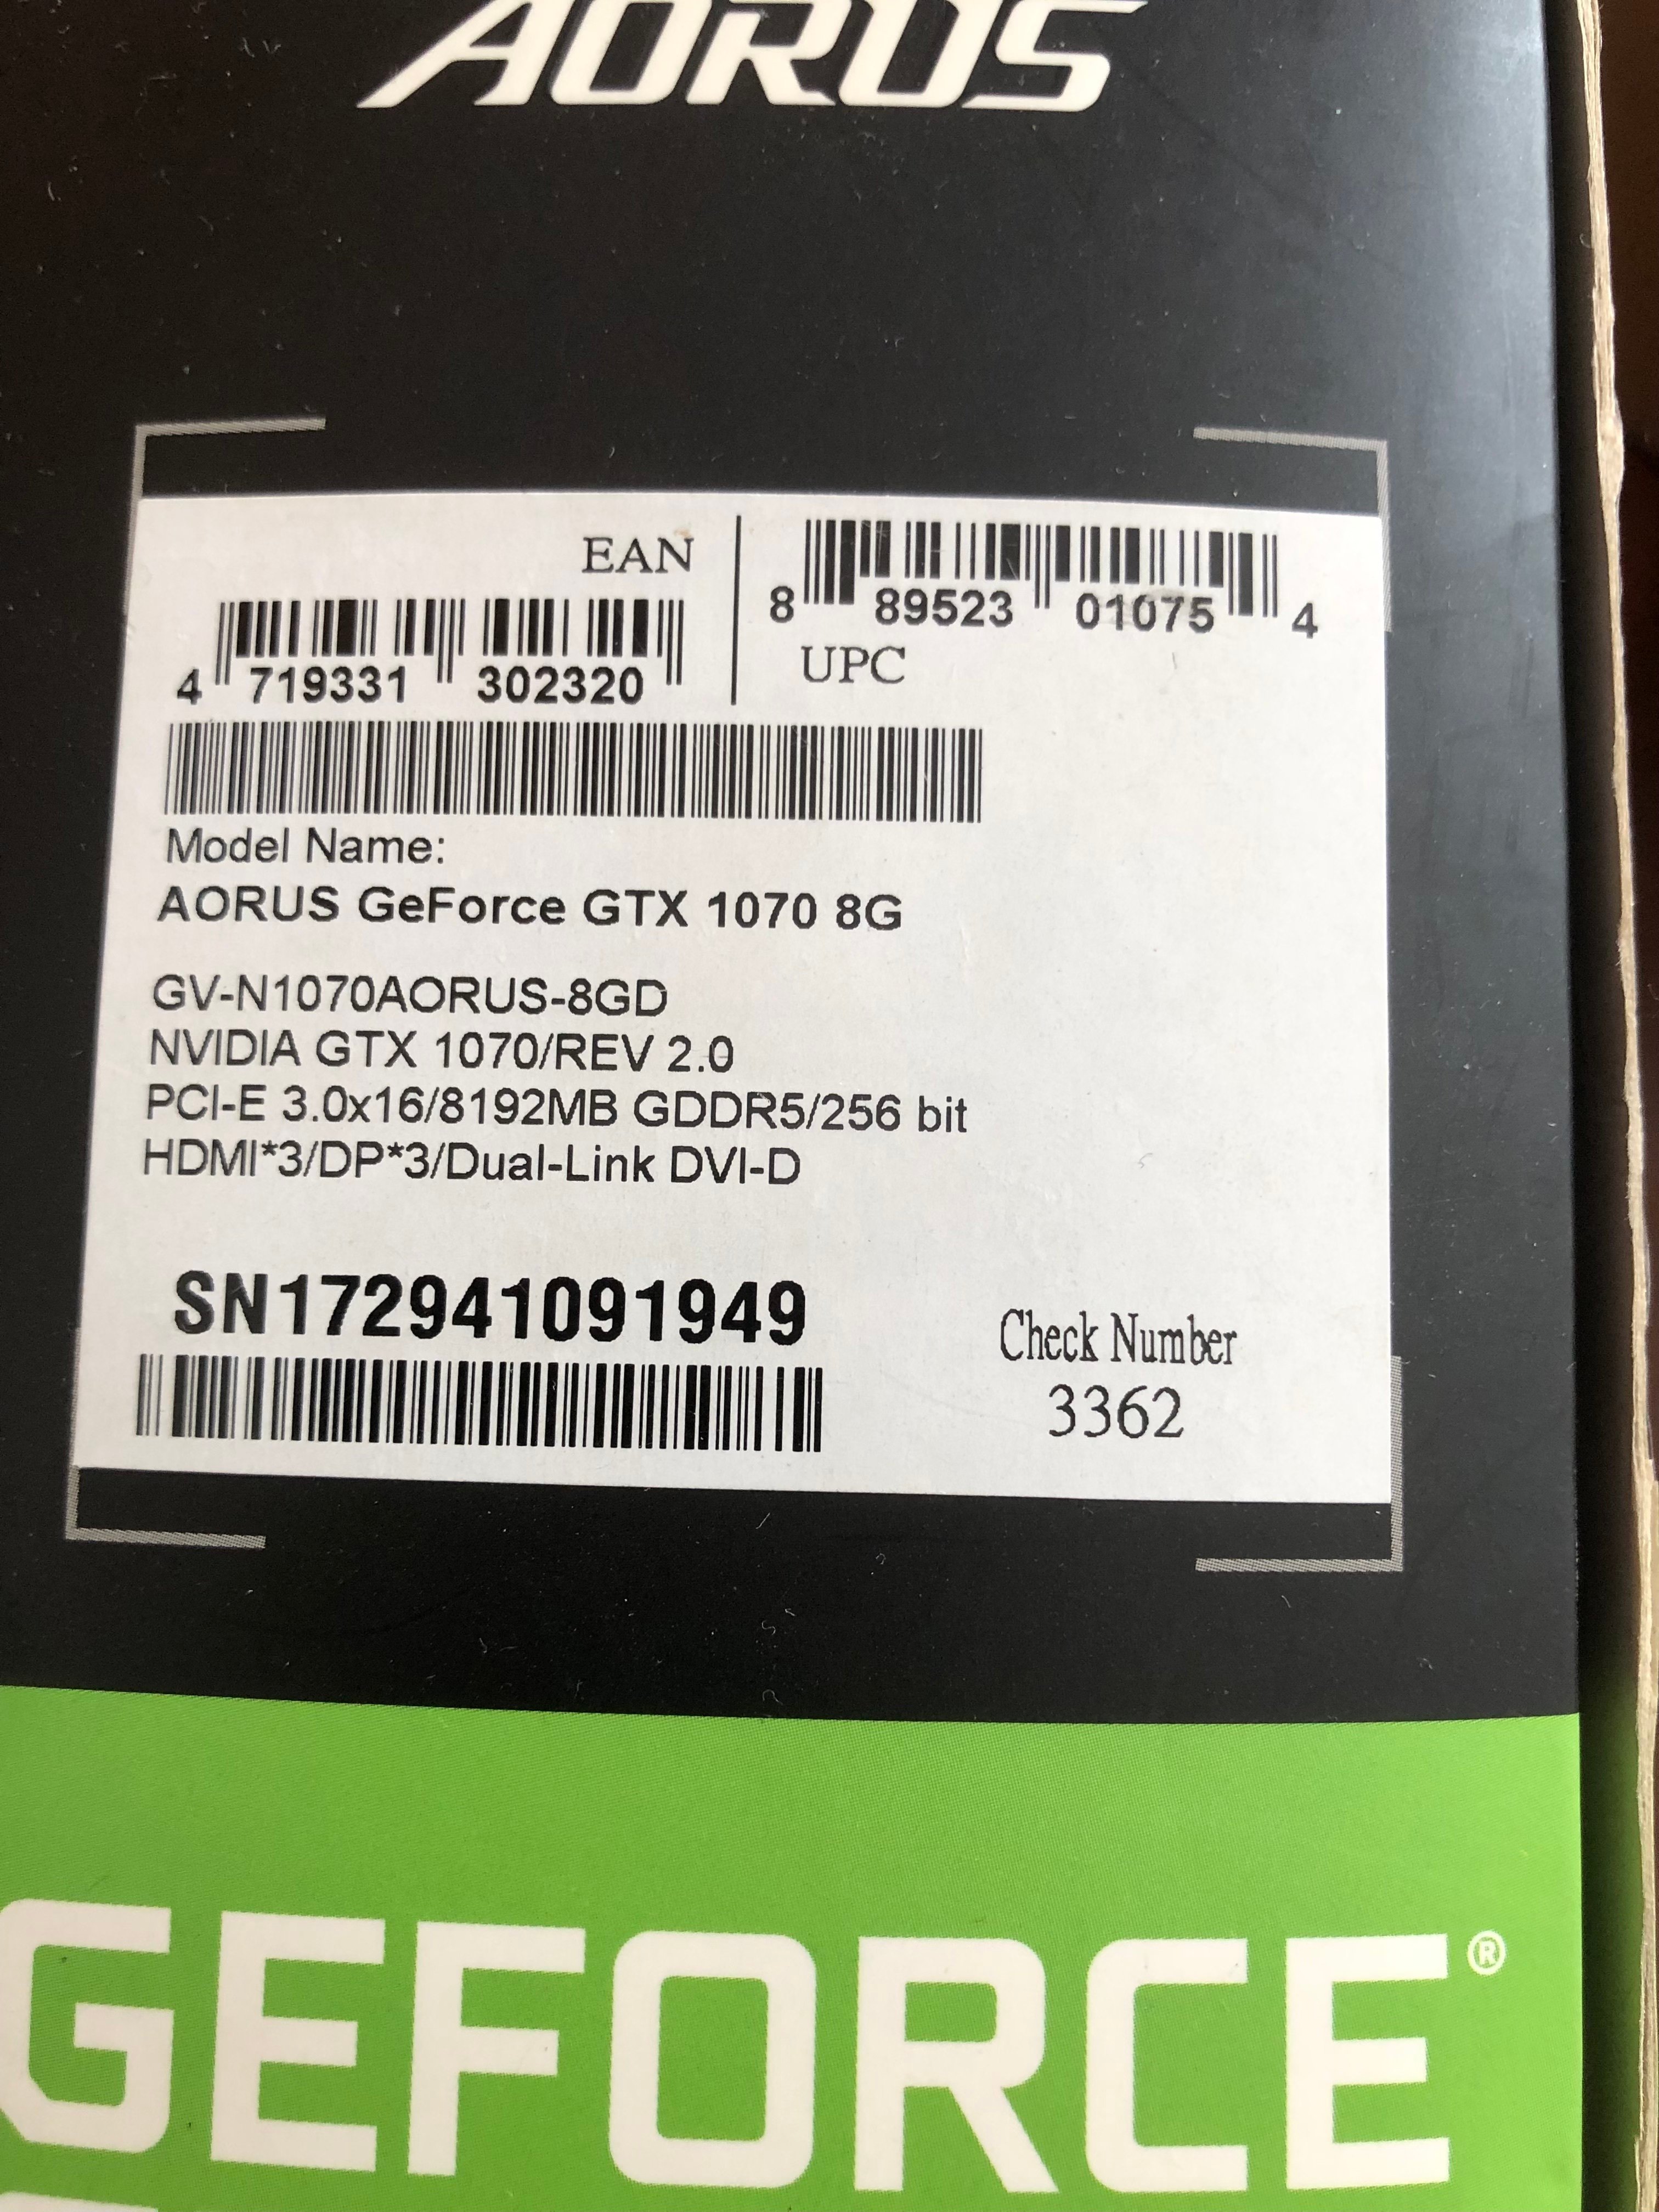 AORUS
EAN
4 719331 302320
8 89523 01075 4
UPC
Model Name:
AORUS GeForce GTX 1070 8G
GV-N1070AORUS-8GD
NVIDIA GTX 1070/REV 2.0
PCI-E 3.0x16/8192MB GDDR5/256 bit
HDMI*3/DP*3/Dual-Link DVI-D
SN172941091949
Check Number
3362
GEFORCE®